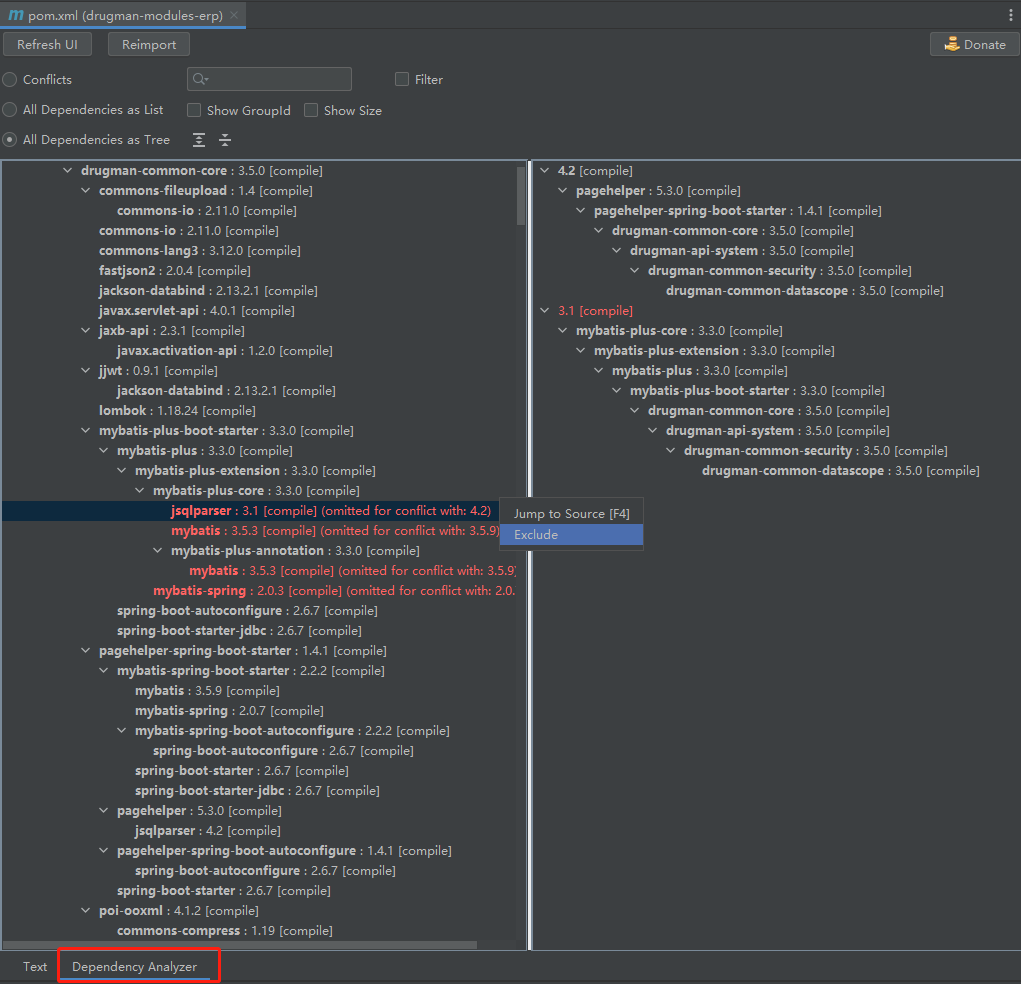 m pom.xml (drugman-modules-erp)
Refresh UI
Reimport
Donate
Conflicts
Filter
All Dependencies as List
Show GroupId
Show Size
All Dependencies as Tree
drugman-common-core : 3.5.0 [compile]
commons-fileupload : 1.4 [compile]
commons-io : 2.11.0 [compile]
commons-io : 2.11.0 [compile]
commons-lang3 : 3.12.0 [compile]
fastjson2 : 2.0.4 [compile]
jackson-databind : 2.13.2.1 [compile]
javax.servlet-api : 4.0.1 [compile]
jaxb-api : 2.3.1 [compile]
javax.activation-api : 1.2.0 [compile]
jjwt : 0.9.1 [compile]
jackson-databind : 2.13.2.1 [compile]
lombok : 1.18.24 [compile]
mybatis-plus-boot-starter : 3.3.0 [compile]
mybatis-plus : 3.3.0 [compile]
mybatis-plus-extension : 3.3.0 [compile]
mybatis-plus-core : 3.3.0 [compile]
jsqlparser : 3.1 [compile] (omitted for conflict with: 4.2)
mybatis : 3.5.3 [compile] (omitted for conflict with: 3.5.9)
mybatis-plus-annotation : 3.3.0 [compile]
mybatis : 3.5.3 [compile] (omitted for conflict with: 3.5.9)
mybatis-spring : 2.0.3 [compile] (omitted for conflict with: 2.0.
spring-boot-autoconfigure : 2.6.7 [compile]
spring-boot-starter-jdbc : 2.6.7 [compile]
pagehelper-spring-boot-starter : 1.4.1 [compile]
mybatis-spring-boot-starter : 2.2.2 [compile]
mybatis : 3.5.9 [compile]
mybatis-spring : 2.0.7 [compile]
mybatis-spring-boot-autoconfigure : 2.2.2 [compile]
spring-boot-autoconfigure : 2.6.7 [compile]
spring-boot-starter : 2.6.7 [compile]
spring-boot-starter-jdbc : 2.6.7 [compile]
pagehelper : 5.3.0 [compile]
jsqlparser : 4.2 [compile]
pagehelper-spring-boot-autoconfigure : 1.4.1 [compile]
spring-boot-autoconfigure : 2.6.7 [compile]
spring-boot-starter : 2.6.7 [compile]
poi-ooxml : 4.1.2 [compile]
commons-compress : 1.19 [compile]
4.2 [compile]
pagehelper : 5.3.0 [compile]
pagehelper-spring-boot-starter : 1.4.1 [compile]
drugman-common-core : 3.5.0 [compile]
drugman-api-system : 3.5.0 [compile]
drugman-common-security : 3.5.0 [compile]
drugman-common-datascope : 3.5.0 [compile]
3.1 [compile]
mybatis-plus-core : 3.3.0 [compile]
mybatis-plus-extension : 3.3.0 [compile]
mybatis-plus : 3.3.0 [compile]
mybatis-plus-boot-starter : 3.3.0 [compile]
drugman-common-core : 3.5.0 [compile]
drugman-api-system : 3.5.0 [compile]
drugman-common-security : 3.5.0 [compile]
drugman-common-datascope : 3.5.0 [compile]
Jump to Source [F4]
Exclude
Text
Dependency Analyzer